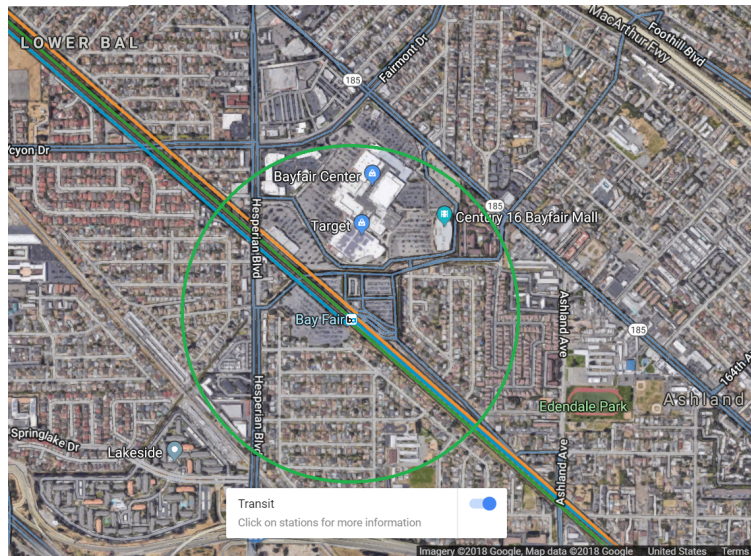 LOWER BAL
MacArthur Fwy
Foothill Blvd
Fairmont Dr
185
cyon Dr
Bayfair Center
Hesperian Blvd
185
Target
Century 16 Bayfair Mall
Bay Fair
Ashland Ave
185
164th A
Hesperian Blvd
Edendale Park
Ashland
Springlake Dr
Lakeside
Ashland Ave
Transit
Click on stations for more information
Imagery ©2018 Google, Map data ©2018 Google United States Terms